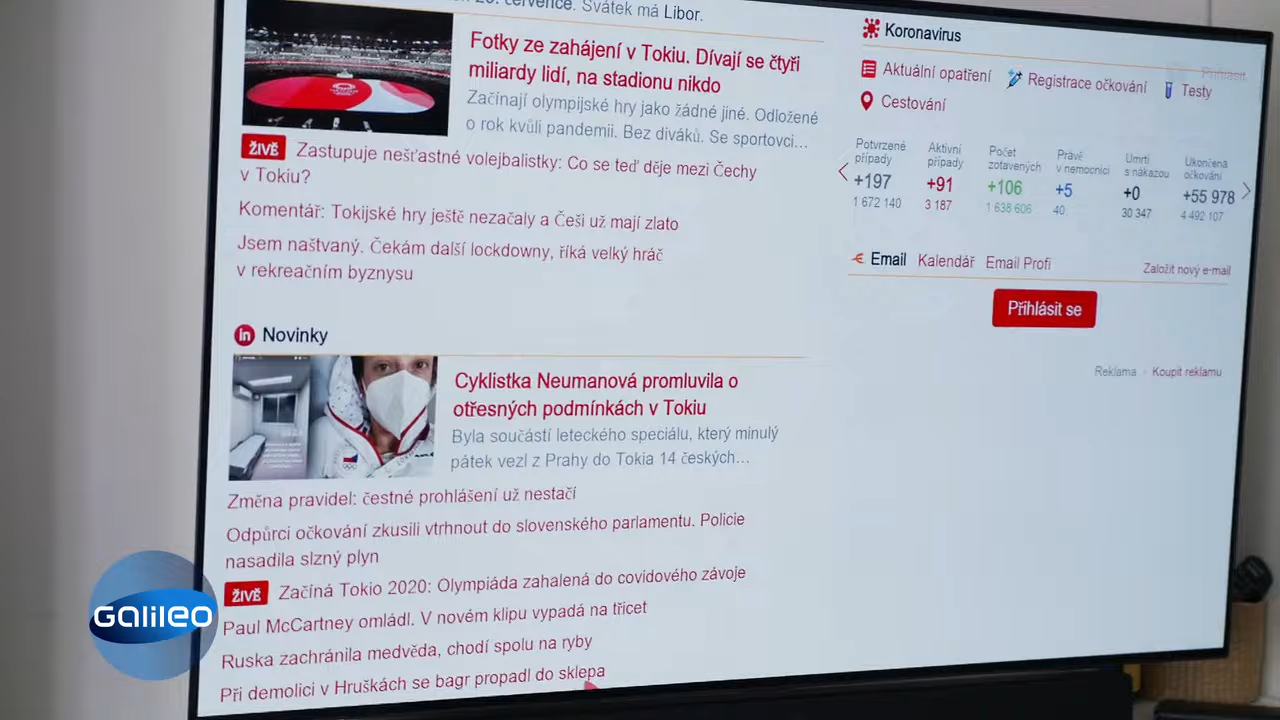 července. Svátek má Libor.
Fotky ze zahájení v Tokiu. Dívají se čtyři
miliardy lidí, na stadionu nikdo
Začínají olympijské hry jako žádné jiné. Odložené
o rok kvůli pandemii. Bez diváků. Se sportovci...
ŽIVĚ Zastupuje nešťastné volejbalistky: Co se teď děje mezi Čechy
v Tokiu?
Komentář: Tokijské hry ještě nezačaly a Češi už mají zlato
Jsem naštvaný. Čekám další lockdowny, říká velký hráč
v rekreačním byznysu
Novinky
Cyklistka Neumanová promluvila o
otřesných podmínkách v Tokiu
Byla součástí leteckého speciálu, který minulý
pátek vezl z Prahy do Tokia 14 českých...
Změna pravidel: čestné prohlášení už nestačí
Odpůrci očkování zkusili vtrhnout do slovenského parlamentu. Policie
nasadila slzný plyn
ŽIVĚ Začíná Tokio 2020: Olympiáda zahalená do covidového závoje
Paul McCartney omládl. V novém klipu vypadá na třicet
Ruska zachránila medvěda, chodí spolu na ryby
Při demolici v Hruškách se bagr propadl do sklepa
Koronavirus
Přihlásit
Aktuální opatření Registrace očkování Testy
Cestování
Potvrzené případy Aktivní případy Počet zotavených Právě v nemocnici Úmrtí s nákazou Ukončená očkování
+197 +91 +106 +5 +0 +55 978
1 672 140 3 187 1 638 606 40 30 347 4 492 107
Email Kalendář Email Profi Založit nový e-mail
Přihlásit se
Reklama · Koupit reklamu
GALILEO